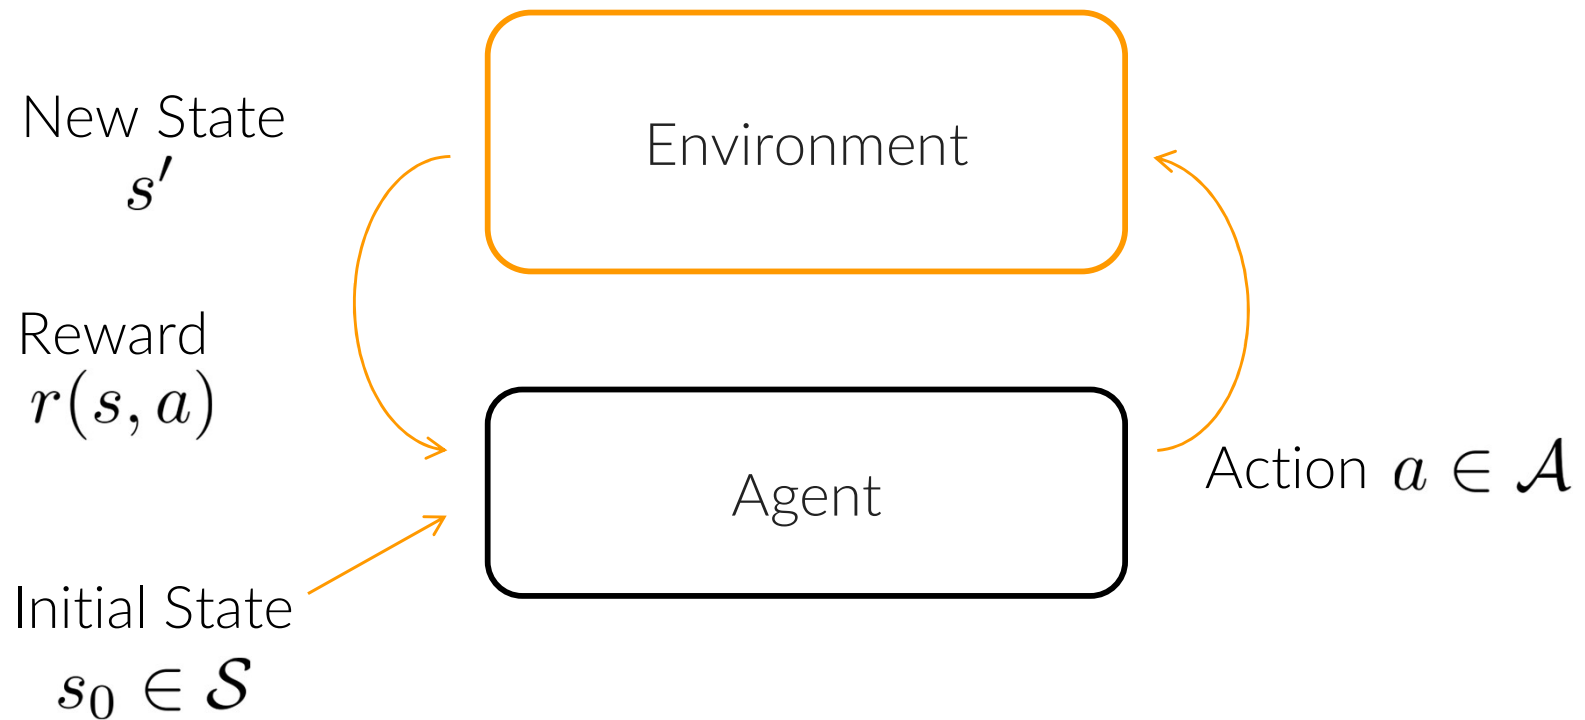 New State
s′
Environment
Reward
r(s, a)
Agent
Action a ∈ 𝒜
Initial State
s₀ ∈ 𝒮